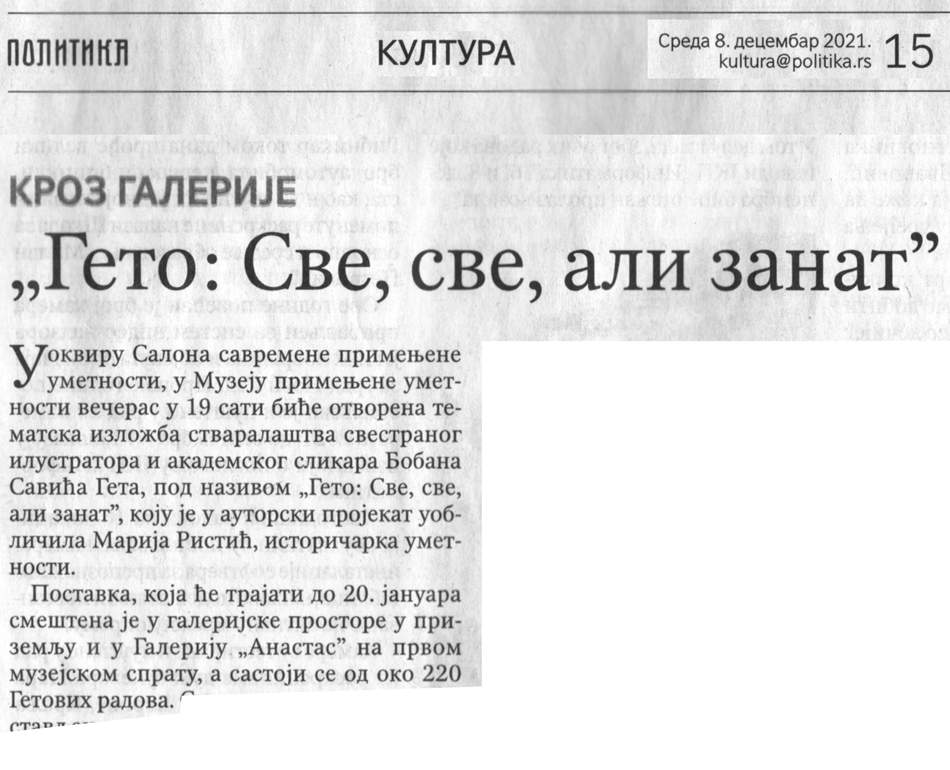 ПОЛИТИКА
КУЛТУРА
Среда 8. децембар 2021.
kultura@politika.rs
15
КРОЗ ГАЛЕРИЈЕ
„Гето: Све, све, али занат”
У оквиру Салона савремене примењене
уметности, у Музеју примењене умет-
ности вечерас у 19 сати биће отворена те-
матска изложба стваралаштва свестраног
илустратора и академског сликара Бобана
Савића Гета, под називом „Гето: Све, све,
али занат”, коју је у ауторски пројекат уоб-
личила Марија Ристић, историчарка умет-
ности.
Поставка, која ће трајати до 20. јануара
смештена је у галеријске просторе у при-
земљу и у Галерију „Анастас” на првом
музејском спрату, а састоји се од око 220
Гетових радова.